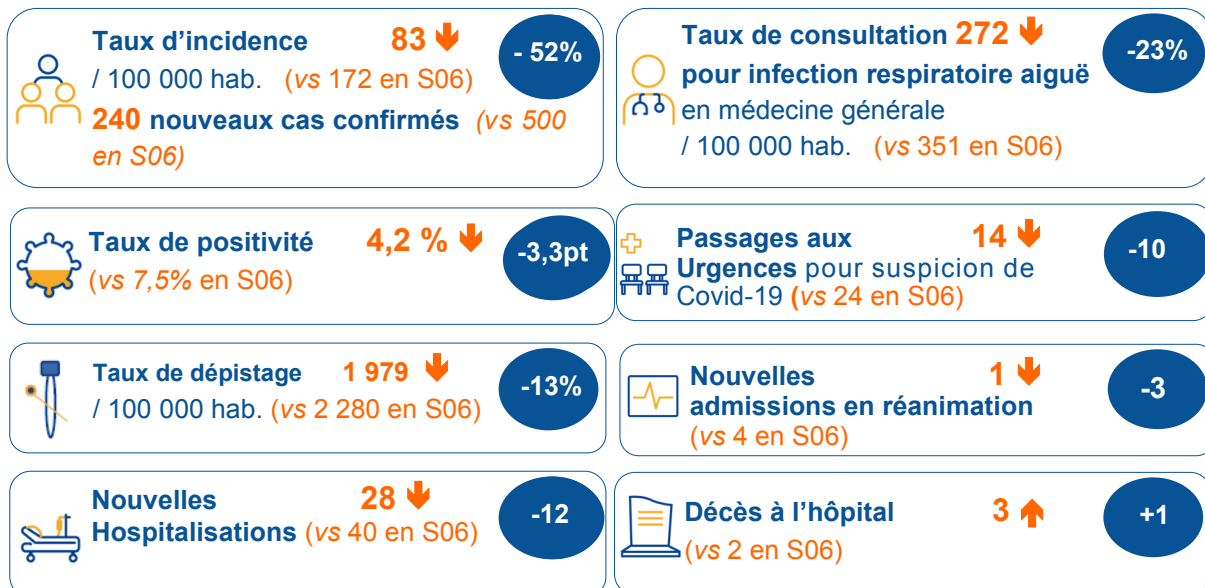 Taux d’incidence 83 - 52%
/ 100 000 hab. (vs 172 en S06)
240 nouveaux cas confirmés (vs 500
en S06)
Taux de consultation 272 -23%
pour infection respiratoire aiguë
en médecine générale
/ 100 000 hab. (vs 351 en S06)
Taux de positivité 4,2 % -3,3pt
(vs 7,5% en S06)
Passages aux 14 -10
Urgences pour suspicion de
Covid-19 (vs 24 en S06)
Taux de dépistage 1 979 -13%
/ 100 000 hab. (vs 2 280 en S06)
Nouvelles 1 -3
admissions en réanimation
(vs 4 en S06)
Nouvelles 28 -12
Hospitalisations (vs 40 en S06)
Décès à l’hôpital 3 +1
(vs 2 en S06)